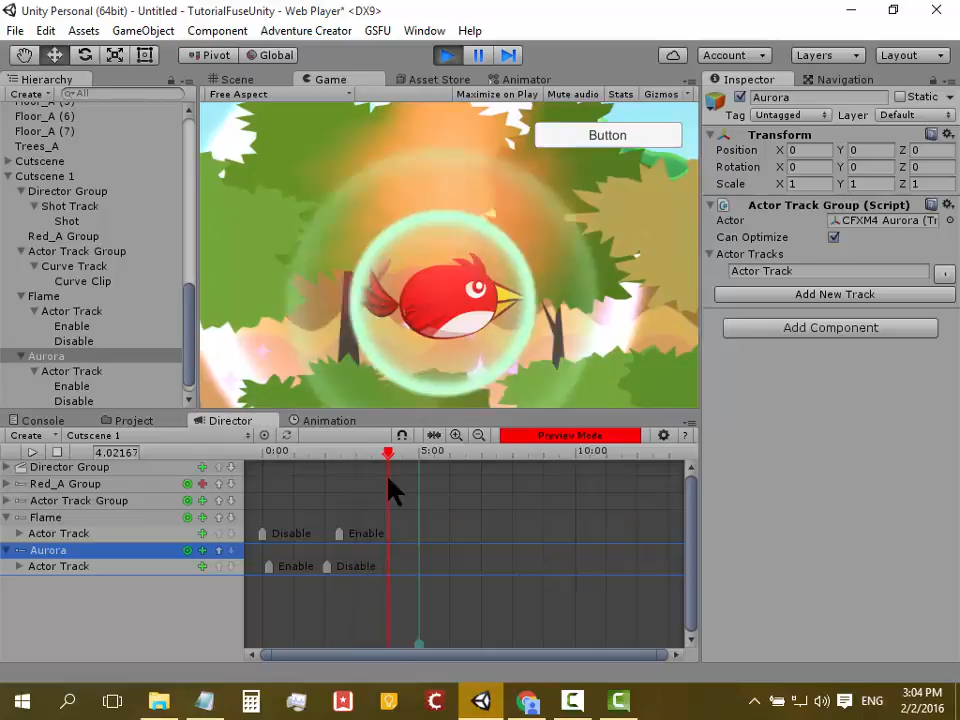 Unity Personal (64bit) - Untitled - TutorialFuseUnity - Web Player* <DX9>
File Edit Assets GameObject Component Adventure Creator GSFU Window Help
Pivot Global Account Layers Layout
Hierarchy Scene Game Asset Store Animator Inspector Navigation
Create All Free Aspect Maximize on Play Mute audio Stats Gizmos Aurora Static
Tag Untagged Layer Default
Floor_A (6)
Floor_A (7)
Trees_A
Cutscene
Cutscene 1
Director Group
Shot Track
Shot
Red_A Group
Actor Track Group
Curve Track
Curve Clip
Flame
Actor Track
Enable
Disable
Aurora
Actor Track
Enable
Disable
Button
Transform
Position X 0 Y 0 Z 0
Rotation X 0 Y 0 Z 0
Scale X 1 Y 1 Z 1
Actor Track Group (Script)
Actor CFXM4 Aurora (Tr
Can Optimize
Actor Tracks
Actor Track -
Add New Track
Add Component
Console Project Director Animation
Create Cutscene 1 Preview Mode ?
4.02167 0:00 5:00 10:00
Director Group
Red_A Group
Actor Track Group
Flame
Actor Track Disable Enable
Aurora
Actor Track Enable Disable
ENG 3:04 PM
2/2/2016